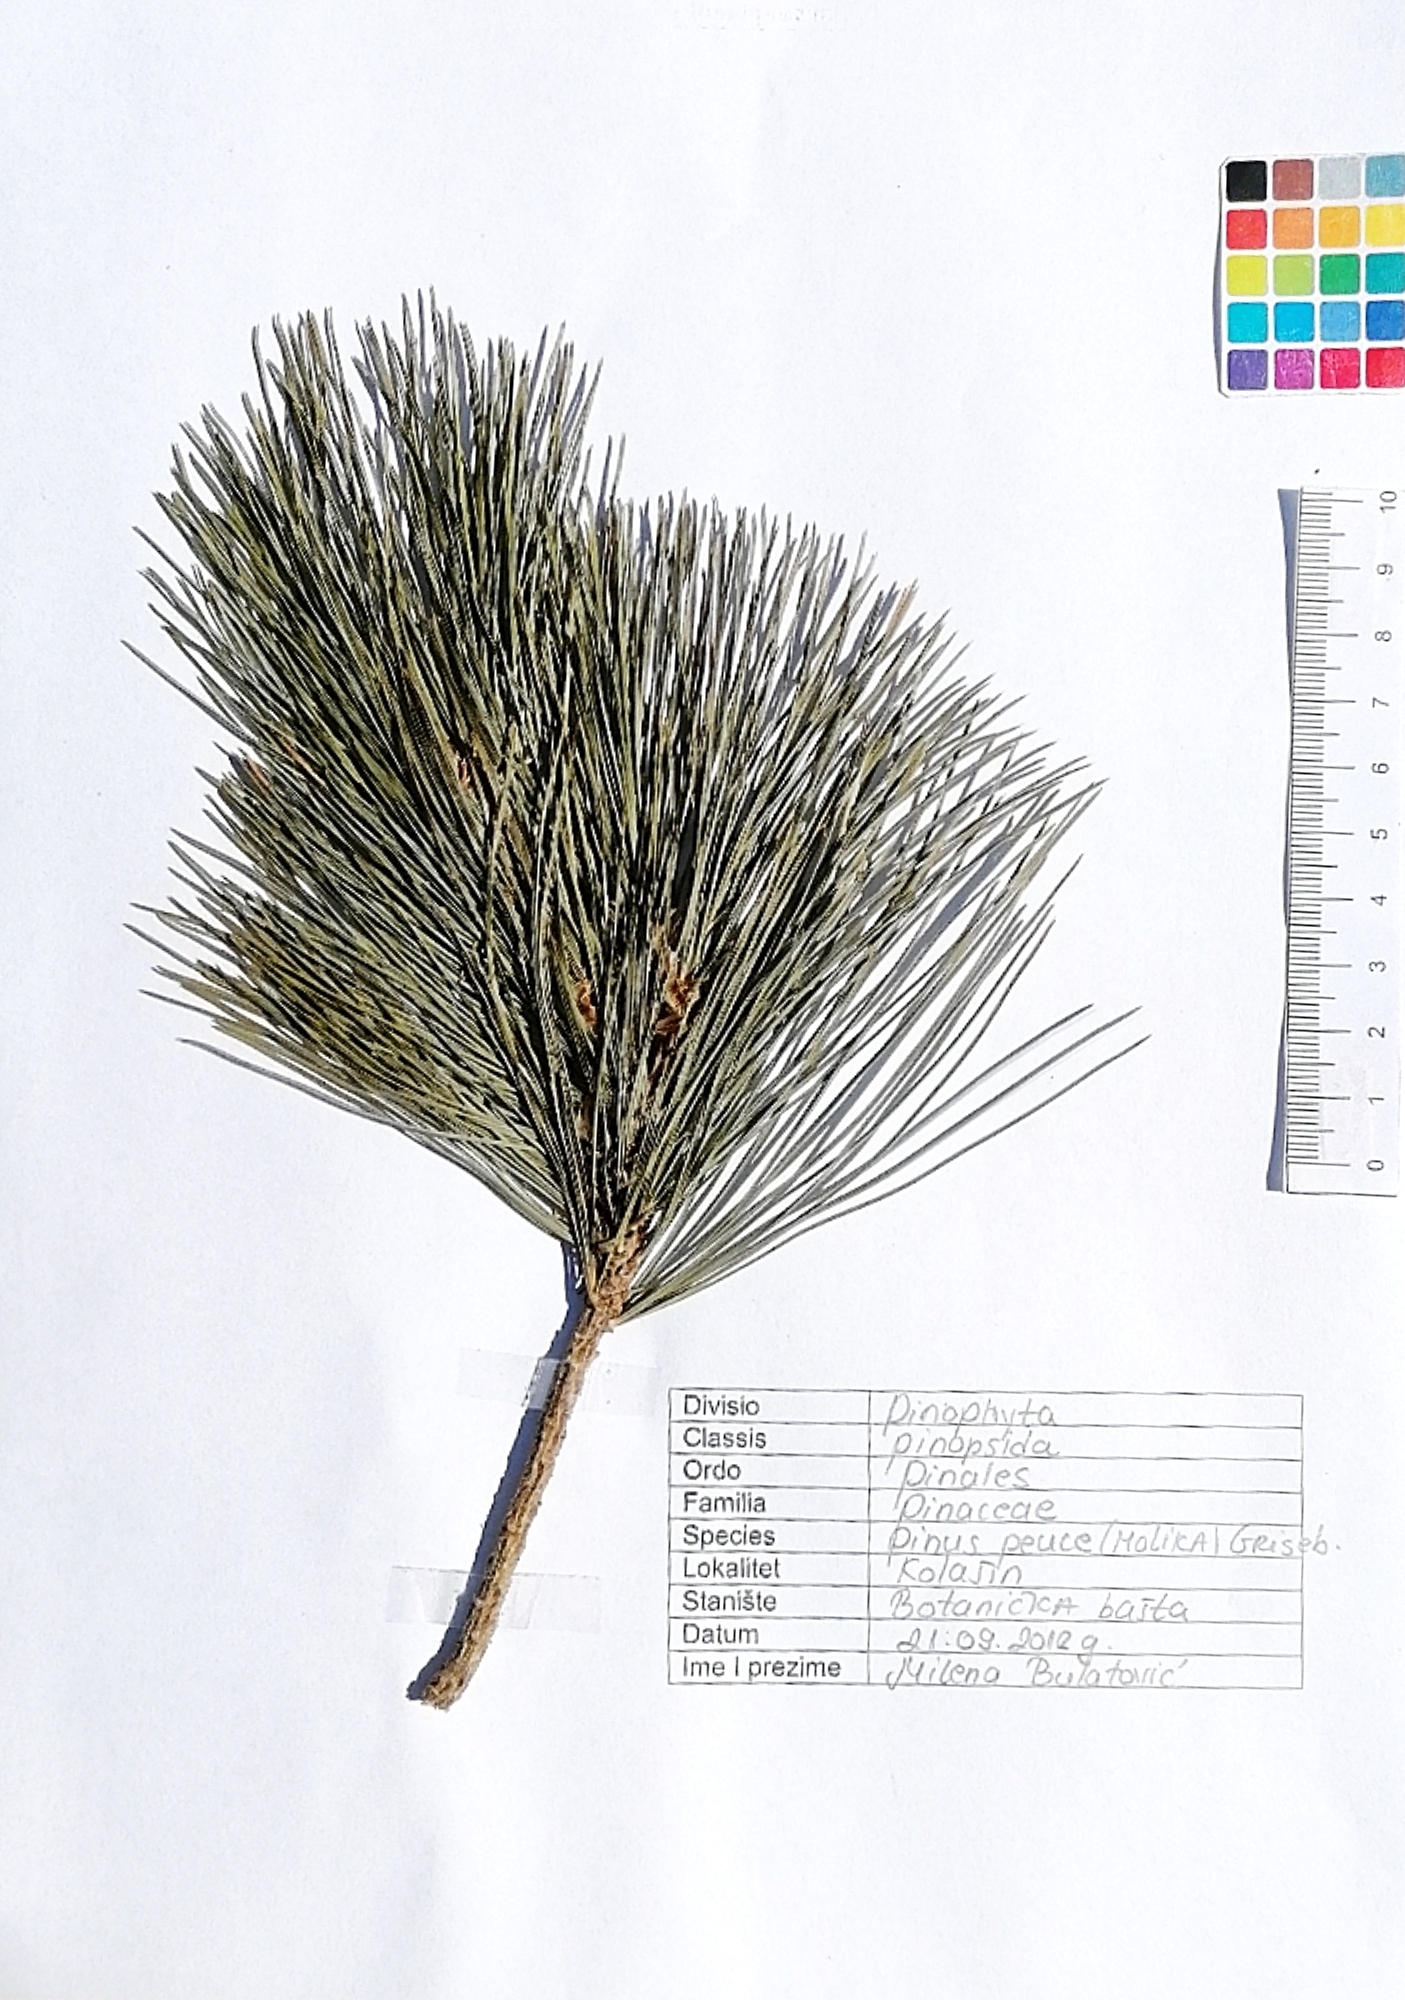 10
9
8
7
6
5
4
3
2
1
0
Divisio Pinophyta
Classis pinopsida
Ordo Pinales
Familia Pinaceae
Species Pinus peuce (MOLIKA) Griseb.
Lokalitet Kolašin
Stanište Botanička bašta
Datum 21.09.2012 g.
Ime I prezime Milena Bulatović